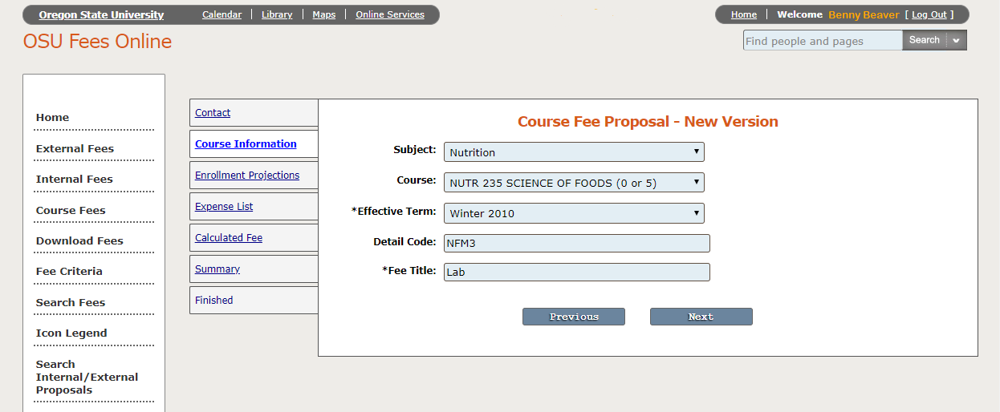 Oregon State University Calendar Library Maps Online Services Home Welcome Benny Beaver [ Log Out ]
OSU Fees Online
Find people and pages Search
Home
External Fees
Internal Fees
Course Fees
Download Fees
Fee Criteria
Search Fees
Icon Legend
Search
Internal/External
Proposals
Contact
Course Information
Enrollment Projections
Expense List
Calculated Fee
Summary
Finished
Course Fee Proposal - New Version
Subject: Nutrition
Course: NUTR 235 SCIENCE OF FOODS (0 or 5)
*Effective Term: Winter 2010
Detail Code: NFM3
*Fee Title: Lab
Previous Next